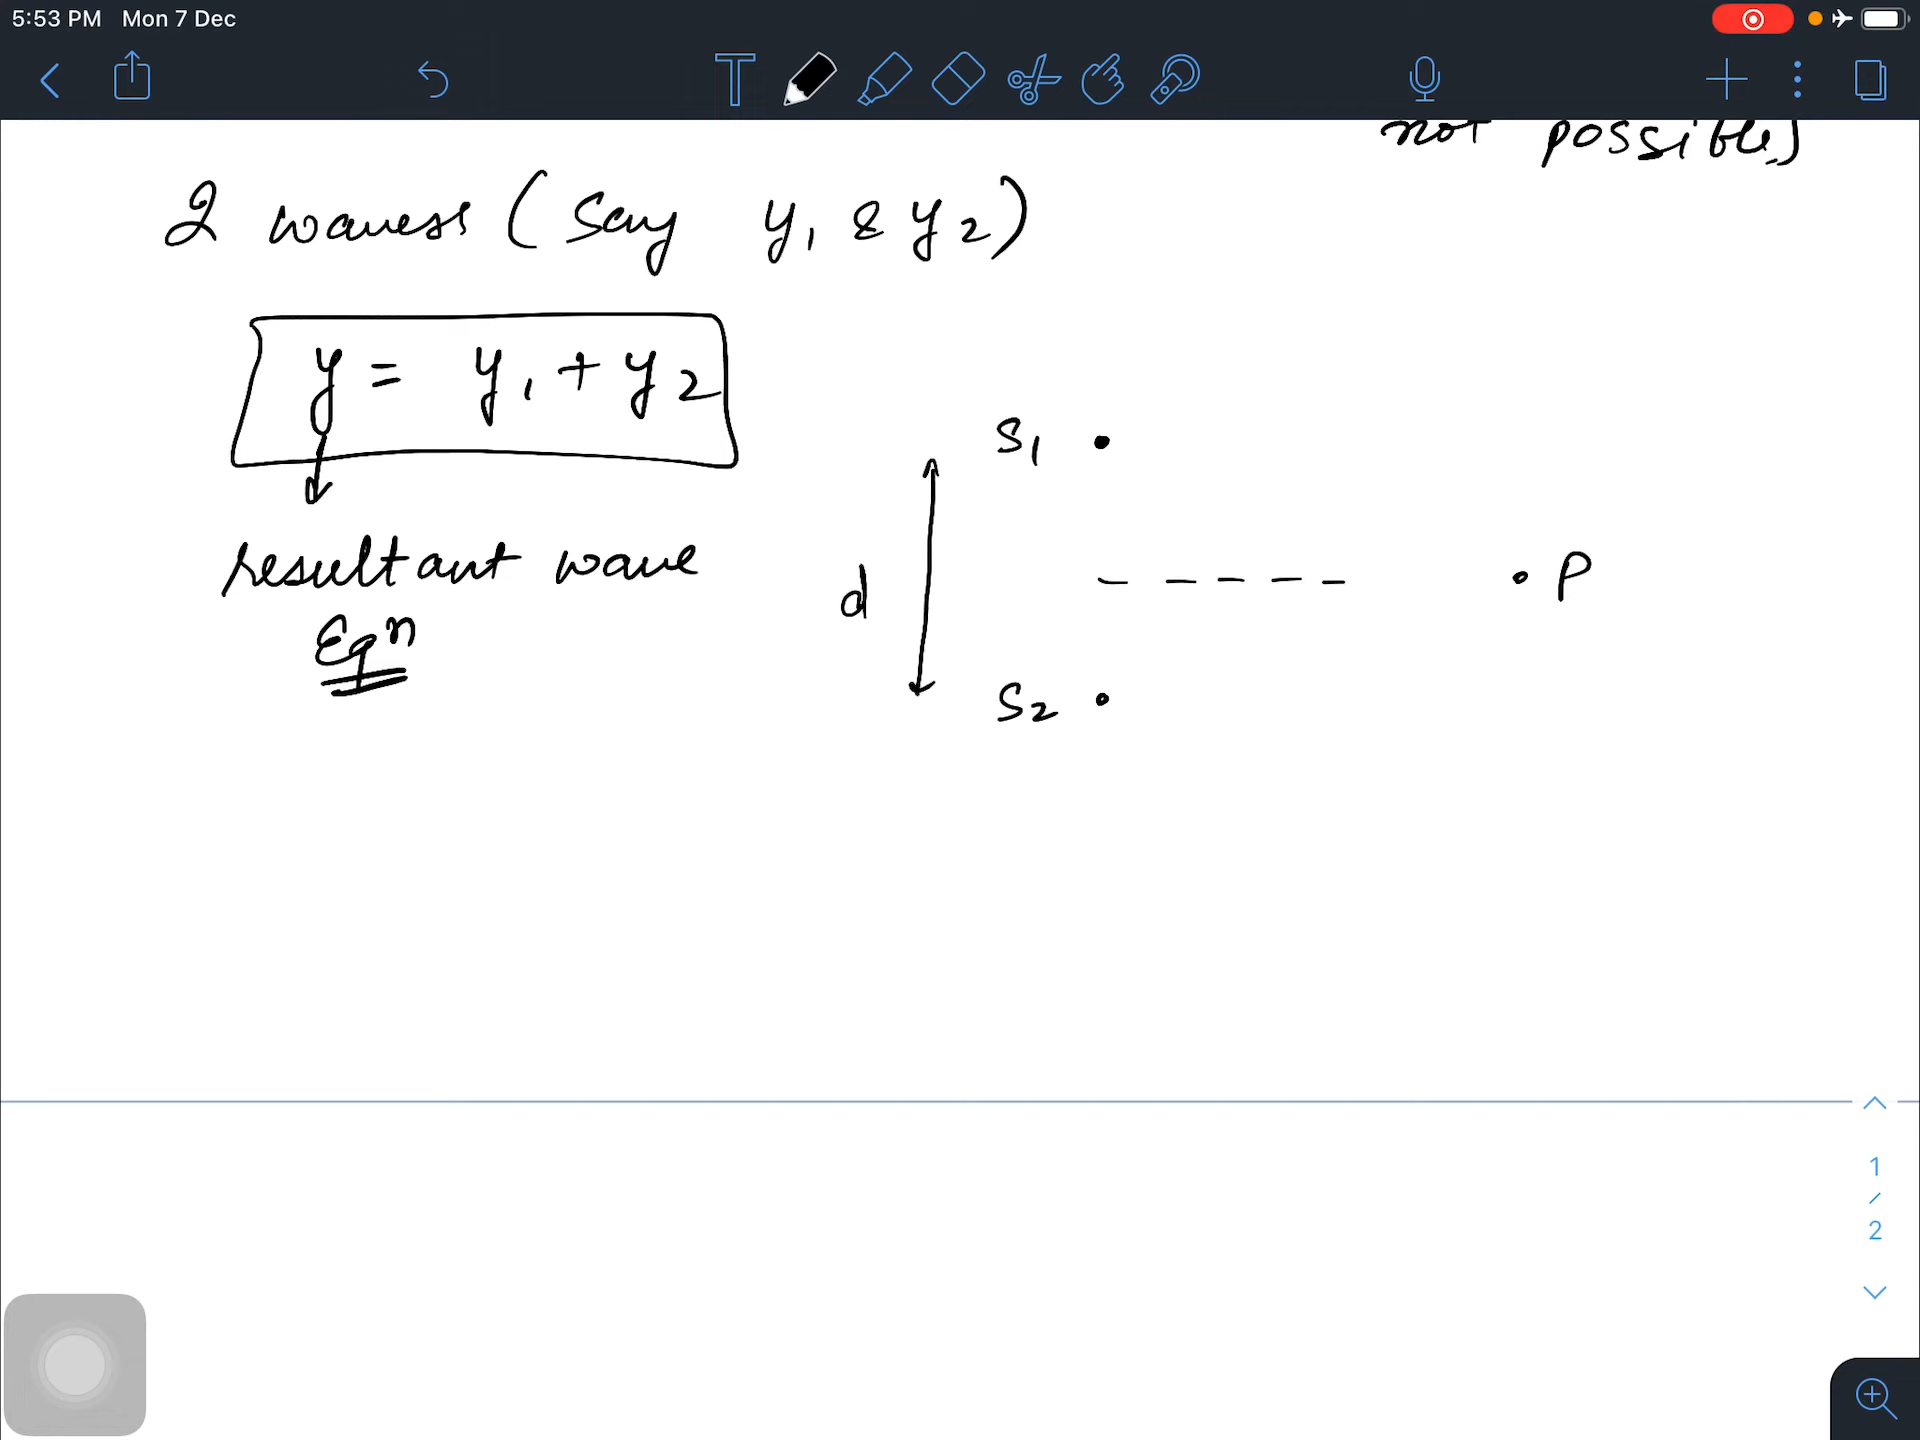 5:53 PM Mon 7 Dec
T
not possible)
2 waves (Say y1 & y2)
y = y1 + y2
S1
resultant wave
d
P
Eqn
S2
1
/
2